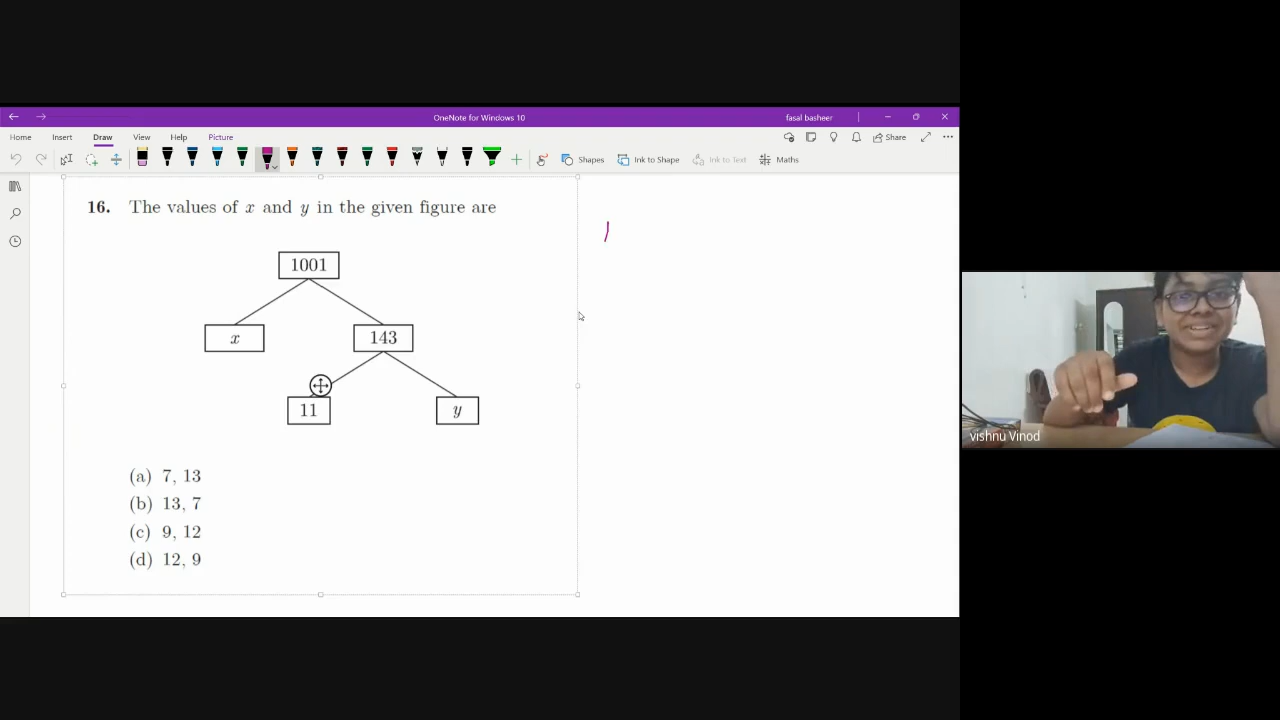 OneNote for Windows 10
fasal basheer
Home Insert Draw View Help Picture
Share
Shapes Ink to Shape Ink to Text Maths
16. The values of x and y in the given figure are
1001
x 143
11 y
(a) 7, 13
(b) 13, 7
(c) 9, 12
(d) 12, 9
vishnu Vinod